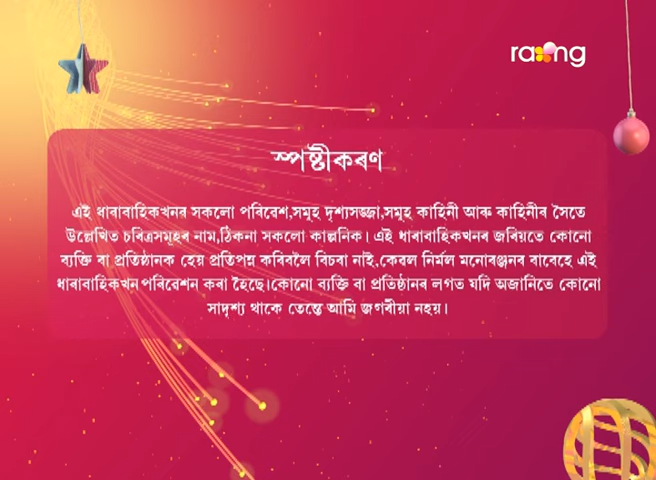 rang
স্পষ্টীকৰণ
এই ধাৰাবাহিকখনৰ সকলো পৰিৱেশ,সমূহ দৃশ্যসজ্জা,সমূহ কাহিনী আৰু কাহিনীৰ সৈতে
উল্লেখিত চৰিত্ৰসমূহৰ নাম,ঠিকনা সকলো কাল্পনিক। এই ধাৰাবাহিকখনৰ জৰিয়তে কোনো
ব্যক্তি বা প্ৰতিষ্ঠানক হেয় প্ৰতিপন্ন কৰিবলৈ বিচৰা নাই,কেৱল নিৰ্মল মনোৰঞ্জনৰ বাবেহে এই
ধাৰাবাহিকখন পৰিৱেশন কৰা হৈছে।কোনো ব্যক্তি বা প্ৰতিষ্ঠানৰ লগত যদি অজানিতে কোনো
সাদৃশ্য থাকে তেন্তে আমি জগৰীয়া নহয়।